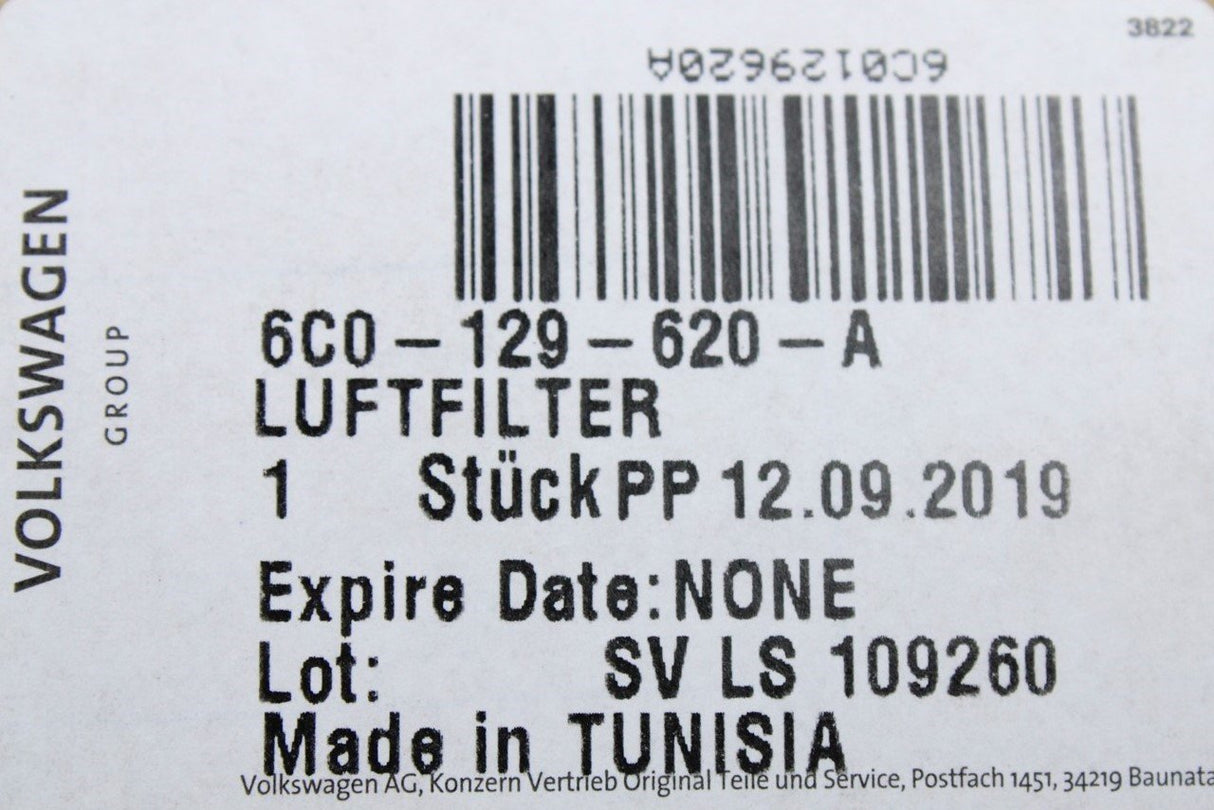 3822
6C0129620A
VOLKSWAGEN
GROUP
6C0 – 129 – 620 – A
LUFTFILTER
1 Stück PP 12.09.2019
Expire Date: NONE
Lot: SV LS 109260
Made in TUNISIA
Volkswagen AG, Konzern Vertrieb Original Teile und Service, Postfach 1451, 34219 Baunata